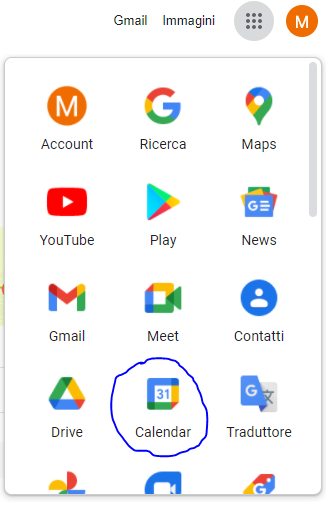 Gmail Immagini M
M
Account Ricerca Maps
YouTube Play News
Gmail Meet Contatti
31
Drive Calendar Traduttore